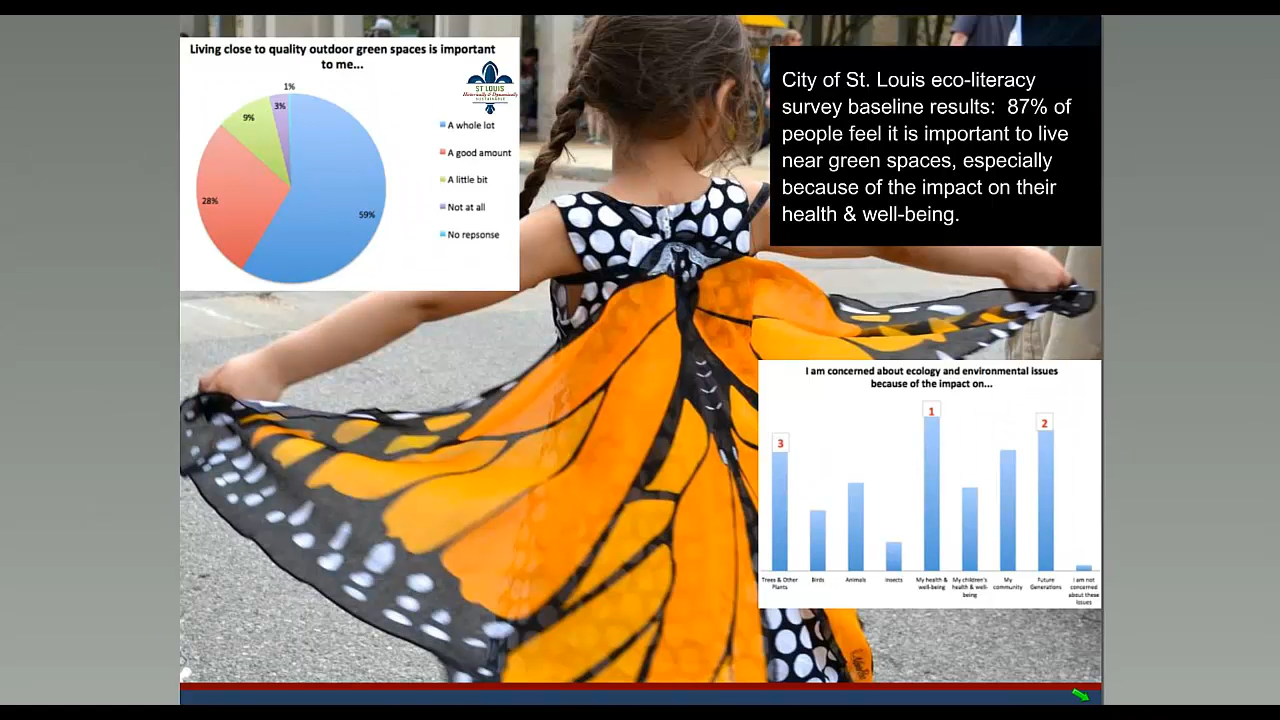 Living close to quality outdoor green spaces is important
to me...
ST LOUIS
Historically & Dynamically
SUSTAINABLE
1%
3%
9%
28%
59%
A whole lot
A good amount
A little bit
Not at all
No repsonse
City of St. Louis eco-literacy
survey baseline results:  87% of
people feel it is important to live
near green spaces, especially
because of the impact on their
health & well-being.
I am concerned about ecology and environmental issues
because of the impact on...
3
1
2
Trees & Other
Plants
Birds
Animals
Insects
My health &
well-being
My children's
health & well-
being
My
community
Future
Generations
I am not
concerned
about these
issues